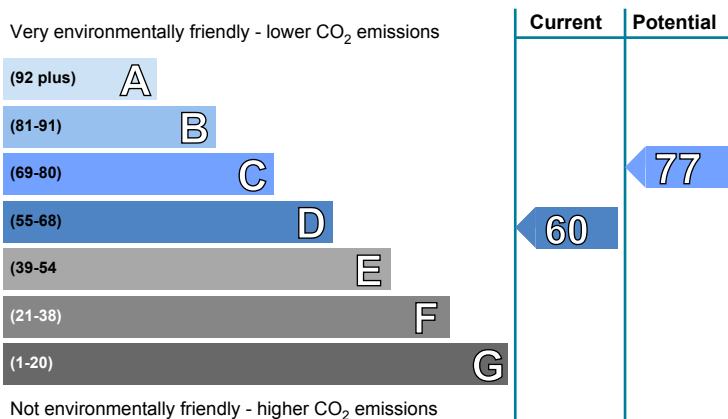 Current Potential
Very environmentally friendly - lower CO2 emissions
(92 plus) A
(81-91) B
(69-80) C
77
(55-68) D
60
(39-54 E
(21-38) F
(1-20) G
Not environmentally friendly - higher CO2 emissions